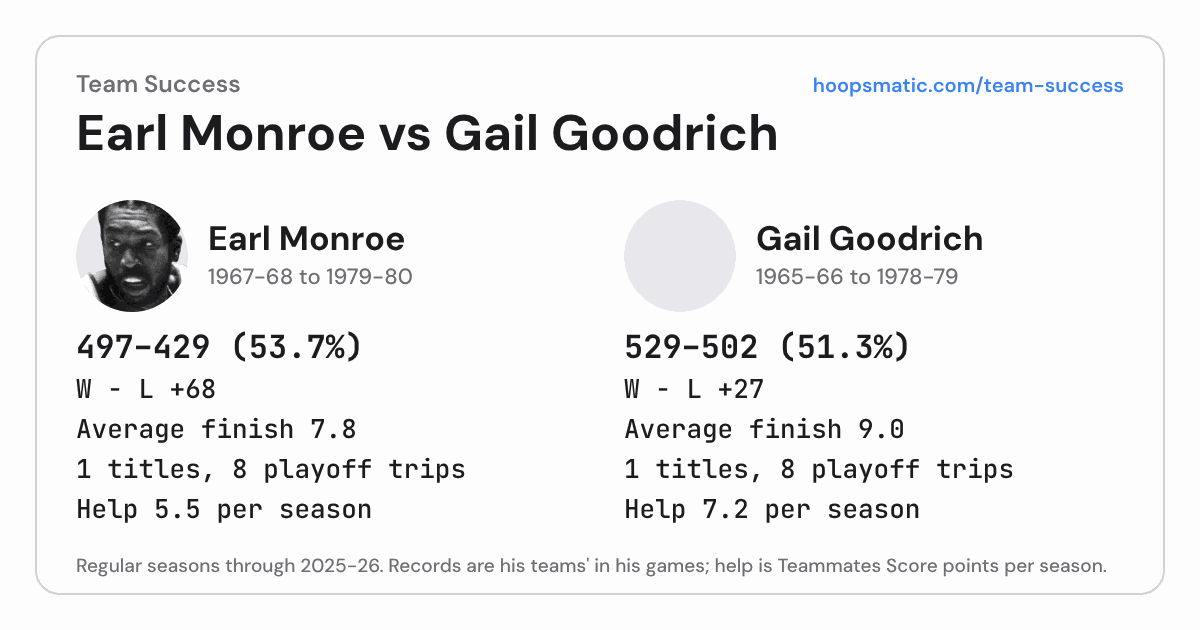 Team Success
hoopsmatic.com/team-success
Earl Monroe vs Gail Goodrich
Earl Monroe
1967-68 to 1979-80
497-429 (53.7%)
W - L +68
Average finish 7.8
1 titles, 8 playoff trips
Help 5.5 per season
Gail Goodrich
1965-66 to 1978-79
529-502 (51.3%)
W - L +27
Average finish 9.0
1 titles, 8 playoff trips
Help 7.2 per season
Regular seasons through 2025-26. Records are his teams' in his games; help is Teammates Score points per season.